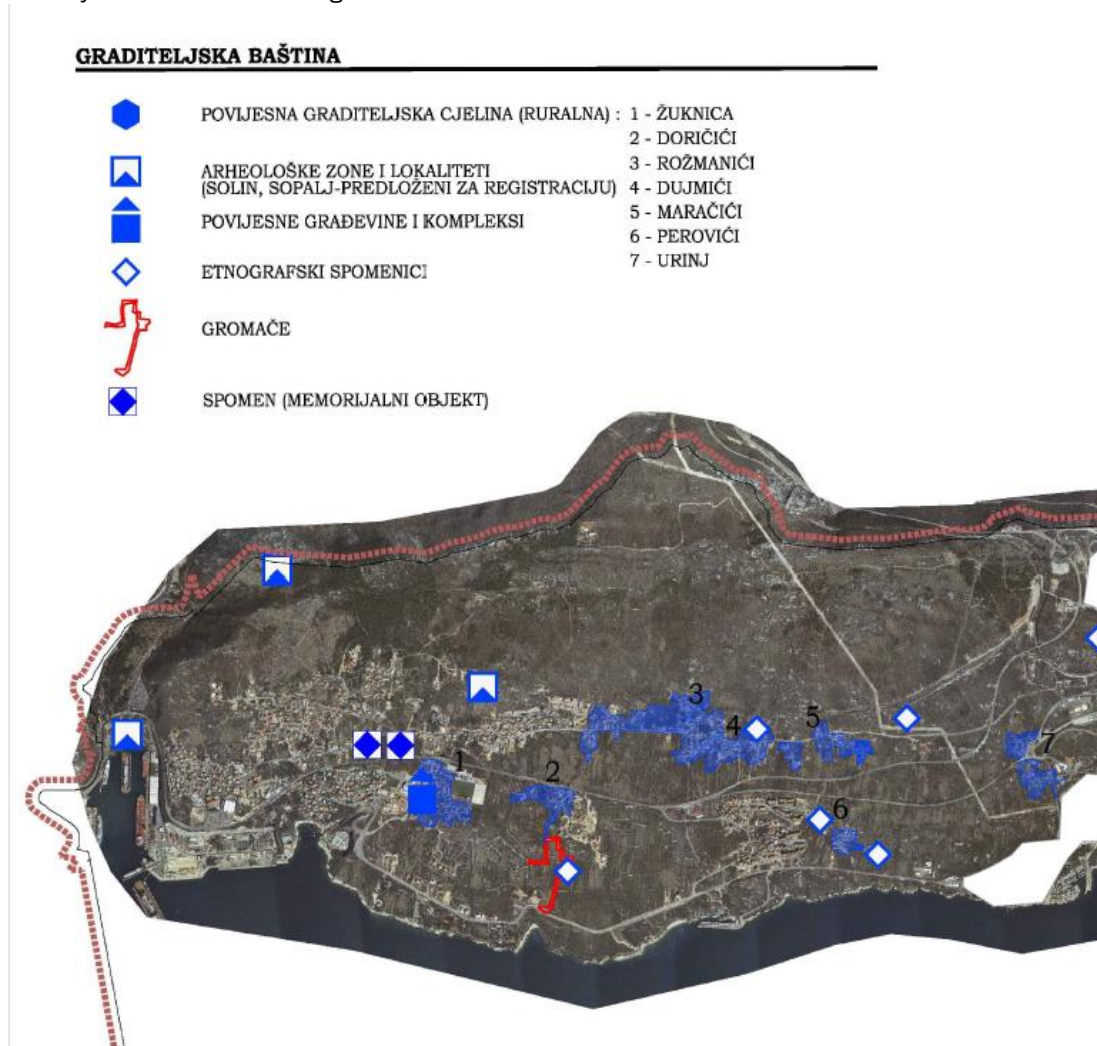 GRADITELJSKA BAŠTINA
POVIJESNA GRADITELJSKA CJELINA (RURALNA) : 1 - ŽUKNICA
2 - DORIČIĆI
3 - ROŽMANIĆI
ARHEOLOŠKE ZONE I LOKALITETI
(SOLIN, SOPALJ-PREDLOŽENI ZA REGISTRACIJU) 4 - DUJMIĆI
5 - MARAČIĆI
POVIJESNE GRAĐEVINE I KOMPLEKSI
6 - PEROVIĆI
7 - URINJ
ETNOGRAFSKI SPOMENICI
GROMAČE
SPOMEN (MEMORIJALNI OBJEKT)
3
4
5
7
1
2
6